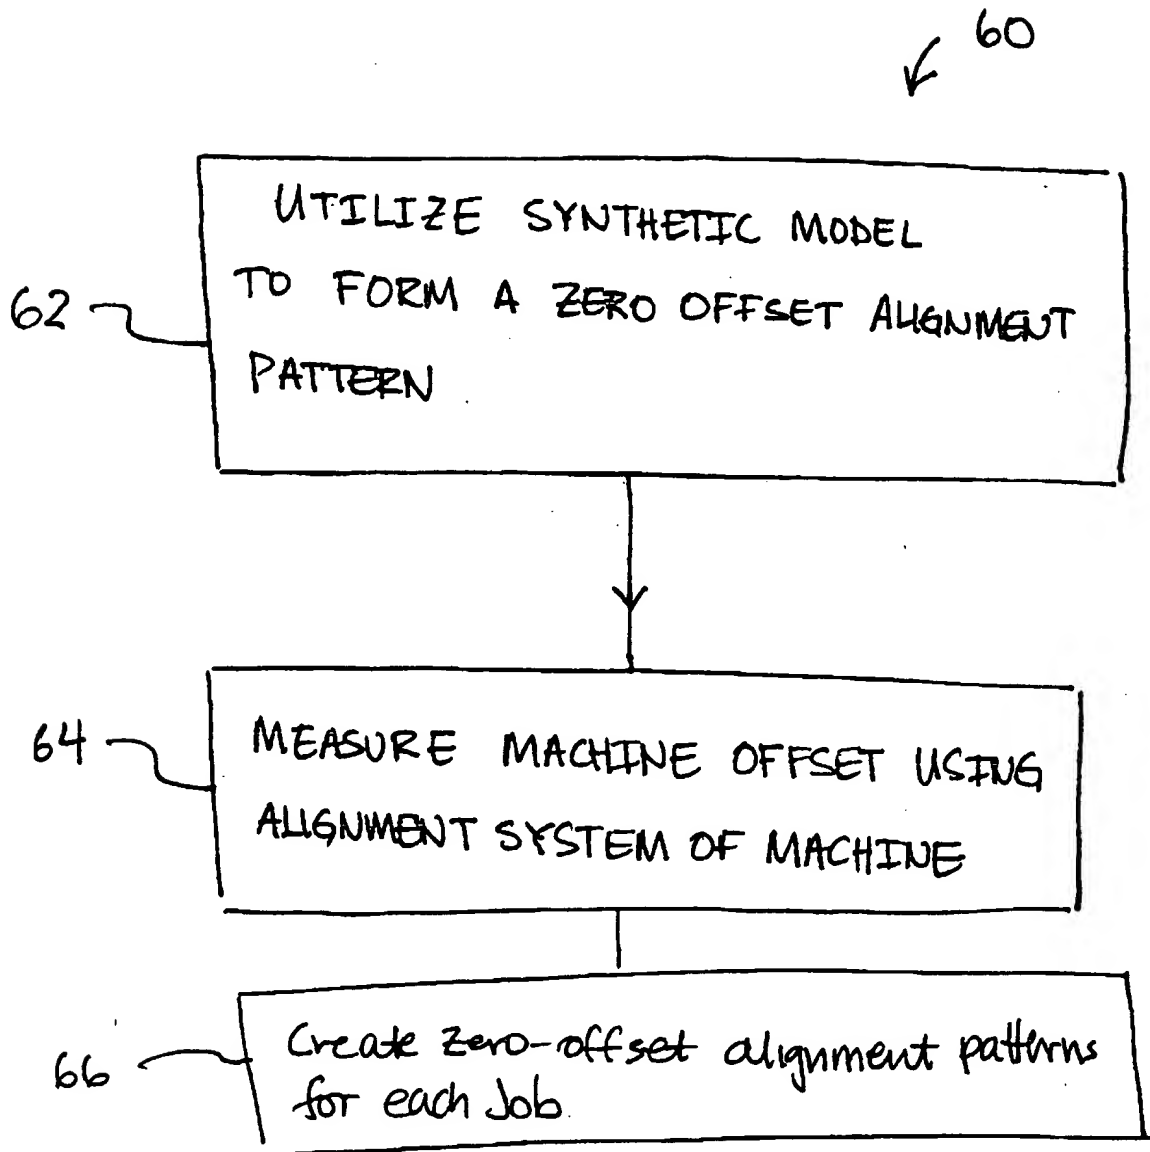 60
UTILIZE SYNTHETIC MODEL
TO FORM A ZERO OFFSET ALIGNMENT
62
PATTERN
MEASURE MACHINE OFFSET USING
64
ALIGNMENT SYSTEM OF MACHINE
Create zero-offset alignment patterns
66
for each Job